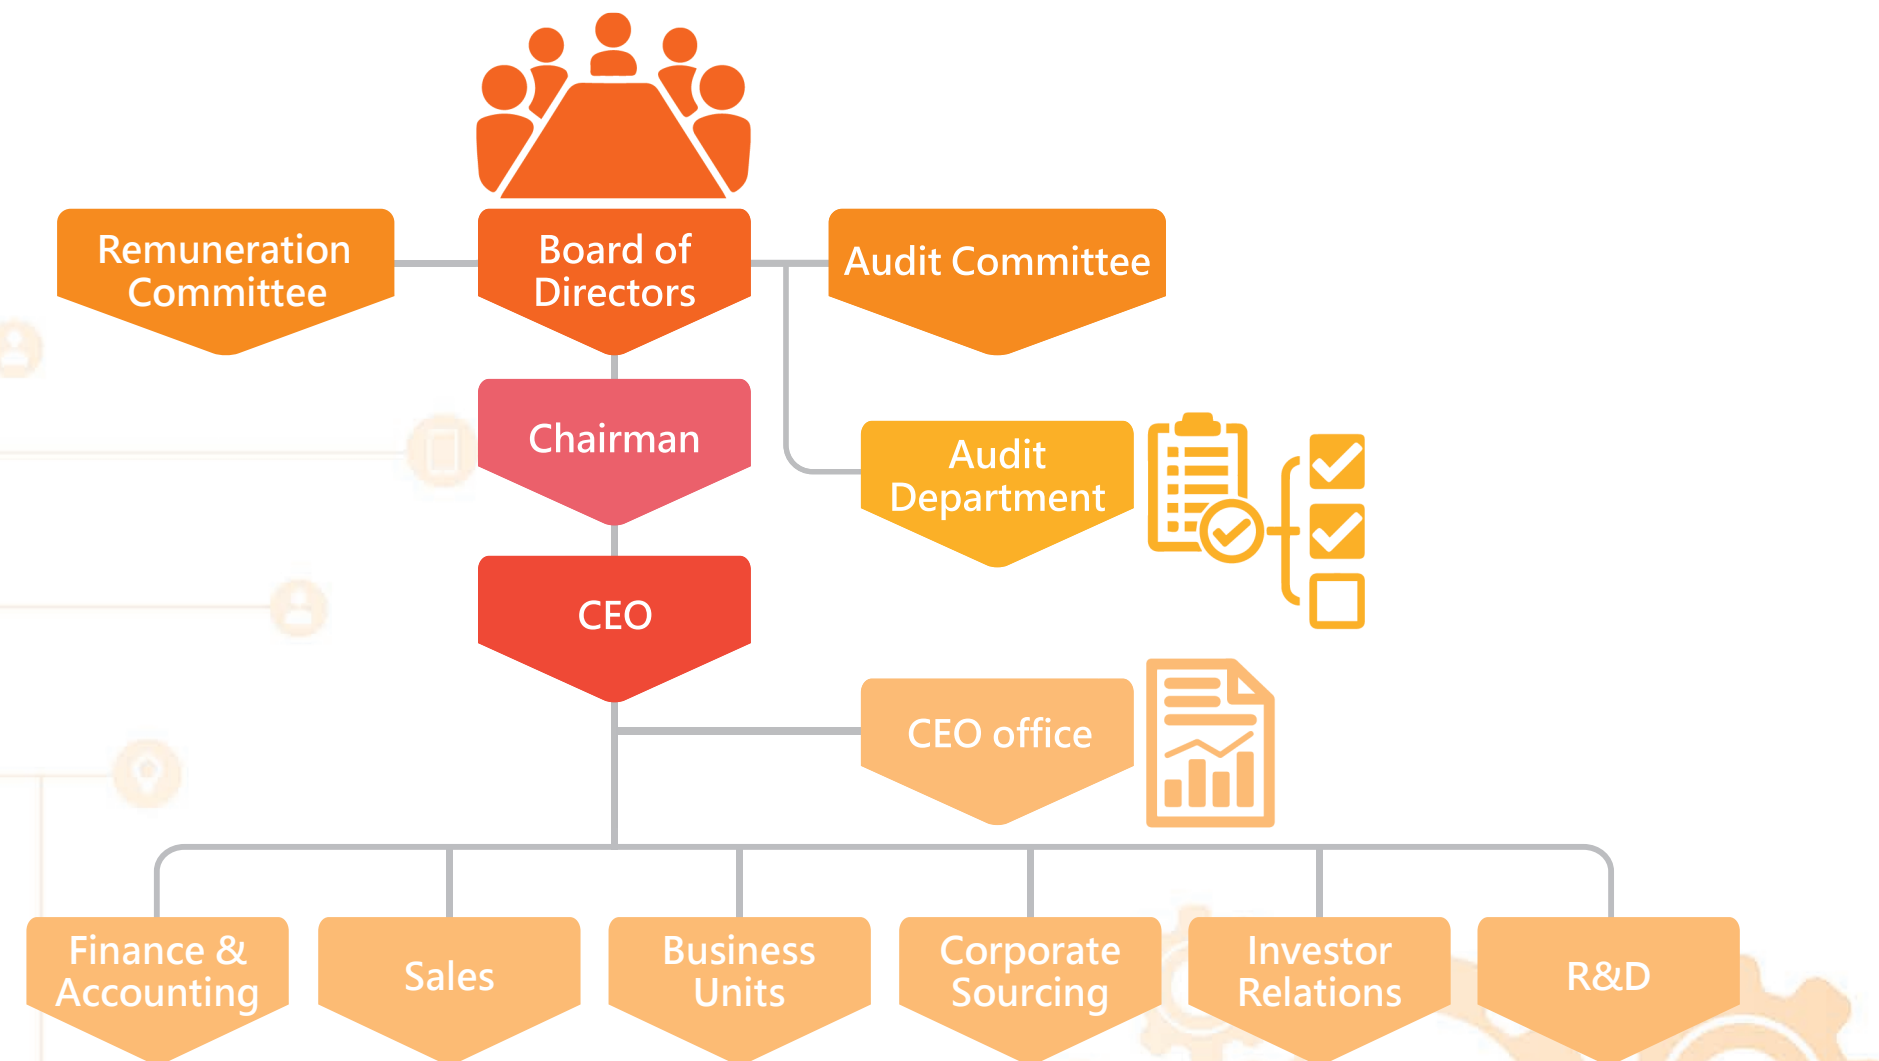 Remuneration
Committee
Board of
Directors
Audit Committee
Chairman
Audit
Department
CEO
CEO office
Finance &
Accounting
Sales
Business
Units
Corporate
Sourcing
Investor
Relations
R&D